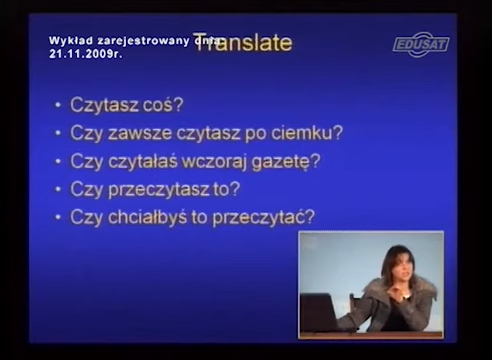 Translate
Wykład zarejestrowany dnia:
21.11.2009r.
EDUSAT
• Czytasz coś?
• Czy zawsze czytasz po ciemku?
• Czy czytałaś wczoraj gazetę?
• Czy przeczytasz to?
• Czy chciałbyś to przeczytać?